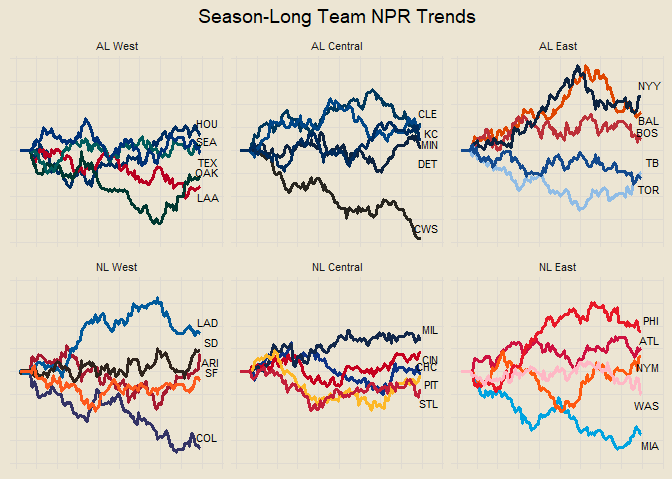 Season-Long Team NPR Trends
AL West
AL Central
AL East
HOU
SEA
TEX
OAK
LAA
CLE
KC
MIN
DET
CWS
NYY
BAL
BOS
TB
TOR
NL West
NL Central
NL East
LAD
SD
ARI
SF
COL
MIL
CIN
CHC
PIT
STL
PHI
ATL
NYM
WAS
MIA